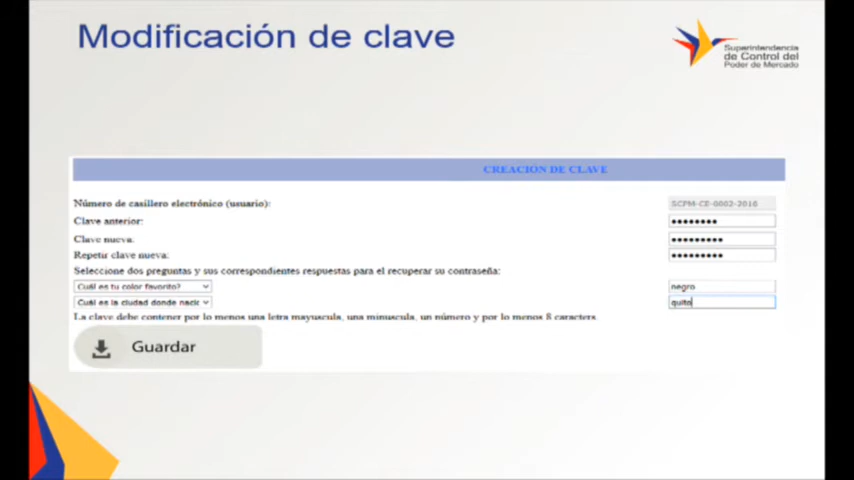 Modificación de clave
Superintendencia
de Control del
Poder de Mercado
CREACIÓN DE CLAVE
Número de casillero electrónico (usuario):
SCPM-CE-0002-2016
Clave anterior:
Clave nueva:
Repetir clave nueva:
Seleccione dos preguntas y sus correspondientes respuestas para el recuperar su contraseña:
Cuál es tu color favorito?
negro
Cuál es la ciudad donde nacir
quito
La clave debe contener por lo menos una letra mayuscula, una minuscula, un número y por lo menos 8 caracters.
Guardar